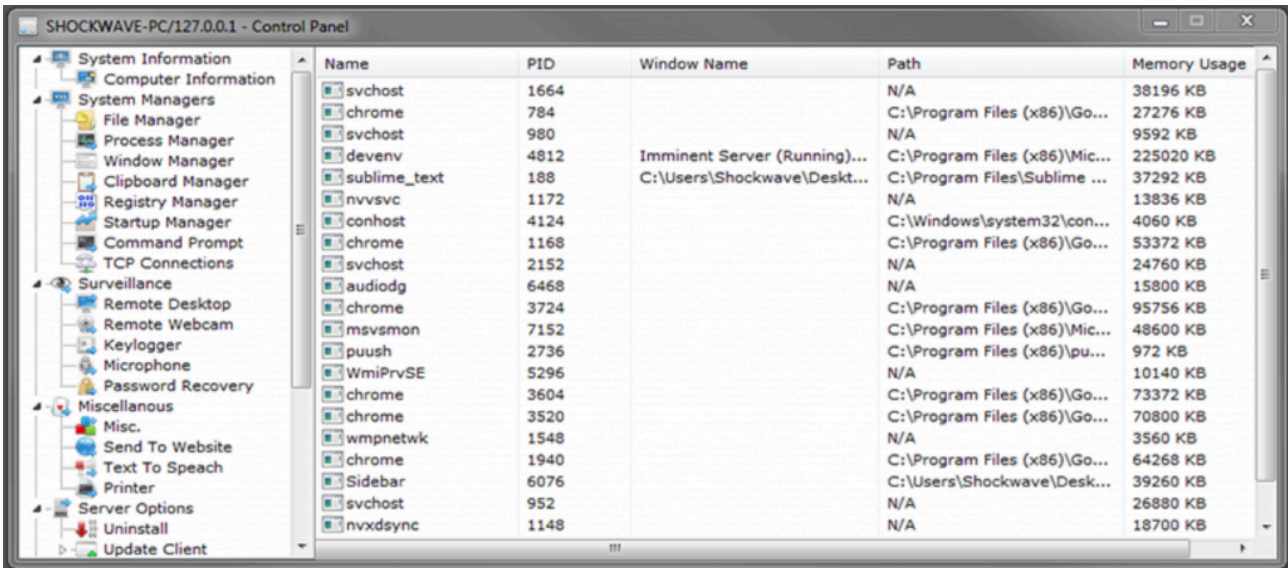 SHOCKWAVE-PC/127.0.0.1 - Control Panel
System Information
Computer Information
System Managers
File Manager
Process Manager
Window Manager
Clipboard Manager
Registry Manager
Startup Manager
Command Prompt
TCP Connections
Surveillance
Remote Desktop
Remote Webcam
Keylogger
Microphone
Password Recovery
Miscellanous
Misc.
Send To Website
Text To Speach
Printer
Server Options
Uninstall
Update Client
Name PID Window Name Path Memory Usage
svchost 1664 N/A 38196 KB
chrome 784 C:\Program Files (x86)\Go... 27276 KB
svchost 980 N/A 9592 KB
devenv 4812 Imminent Server (Running)... C:\Program Files (x86)\Mic... 225020 KB
sublime_text 188 C:\Users\Shockwave\Deskt... C:\Program Files\Sublime ... 37292 KB
nvvsvc 1172 N/A 13836 KB
conhost 4124 C:\Windows\system32\con... 4060 KB
chrome 1168 C:\Program Files (x86)\Go... 53372 KB
svchost 2152 N/A 24760 KB
audiodg 6468 N/A 15800 KB
chrome 3724 C:\Program Files (x86)\Go... 95756 KB
msvsmon 7152 C:\Program Files (x86)\Mic... 48600 KB
puush 2736 C:\Program Files (x86)\pu... 972 KB
WmiPrvSE 5296 N/A 10140 KB
chrome 3604 C:\Program Files (x86)\Go... 73372 KB
chrome 3520 C:\Program Files (x86)\Go... 70800 KB
wmpnetwk 1548 N/A 3560 KB
chrome 1940 C:\Program Files (x86)\Go... 64268 KB
Sidebar 6076 C:\Users\Shockwave\Desk... 39260 KB
svchost 952 N/A 26880 KB
nvxdsync 1148 N/A 18700 KB